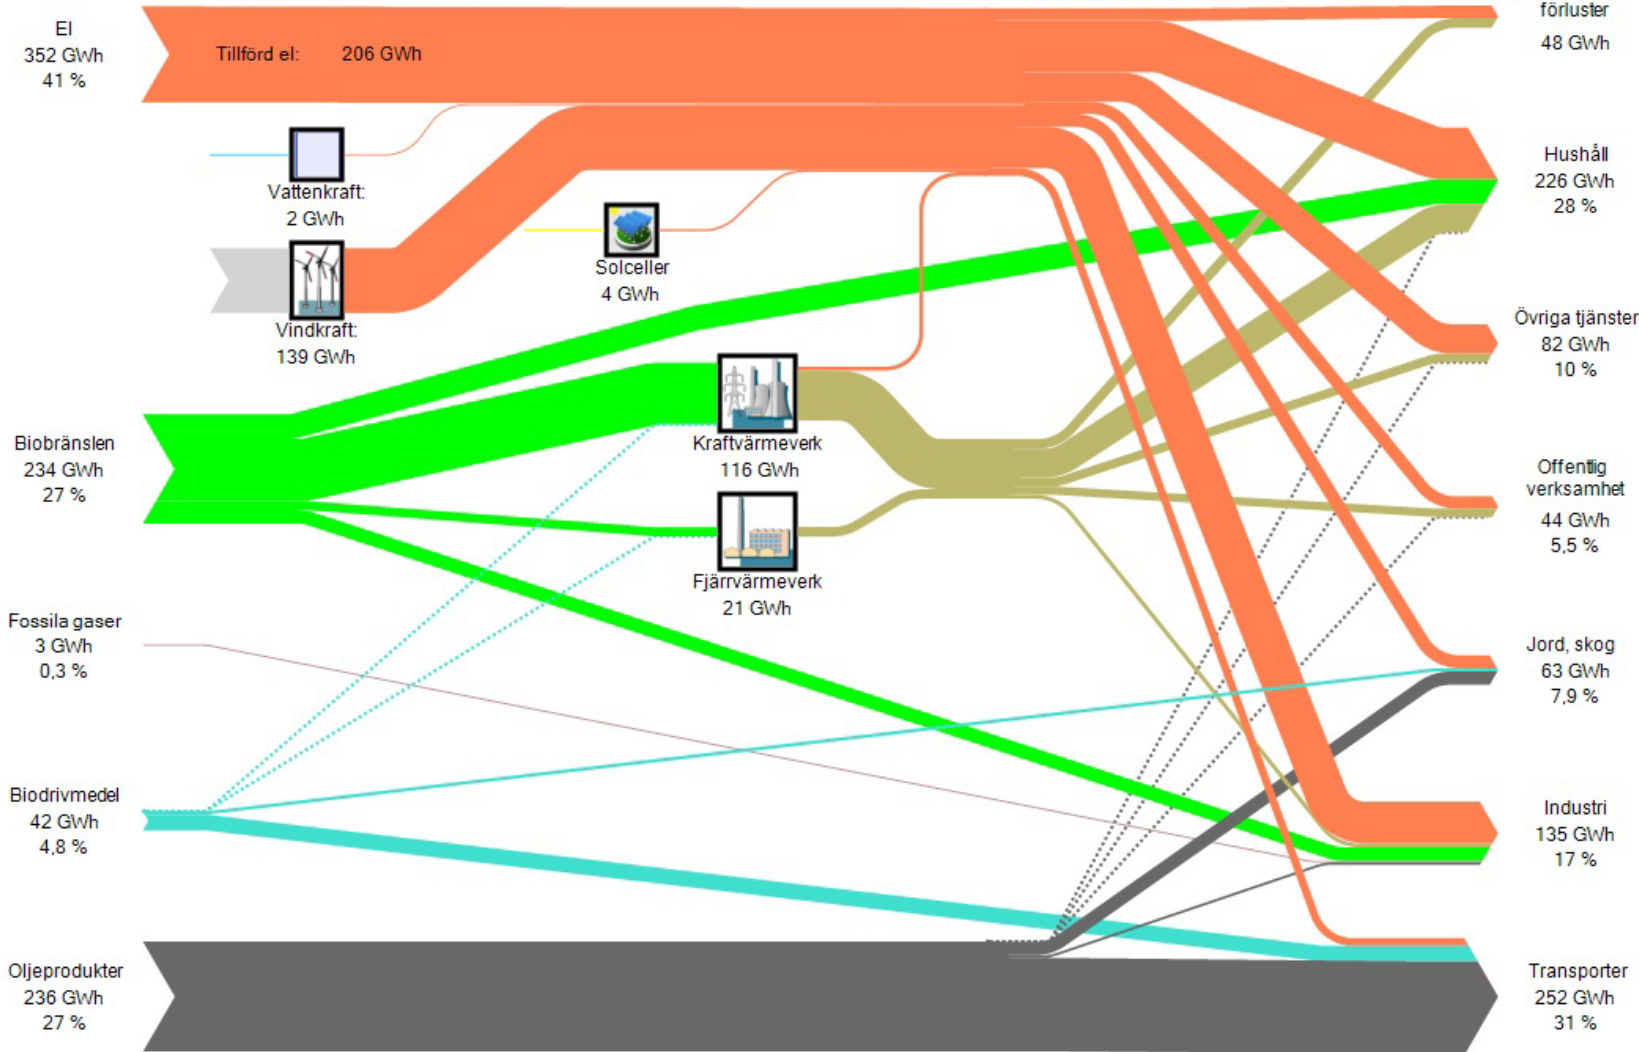 El
352 GWh
41 %
Tillförd el: 206 GWh
Vattenkraft:
2 GWh
Vindkraft:
139 GWh
Solceller
4 GWh
Biobränslen
234 GWh
27 %
Kraftvärmeverk
116 GWh
Fjärrvärmeverk
21 GWh
Fossila gaser
3 GWh
0,3 %
Biodrivmedel
42 GWh
4,8 %
Oljeprodukter
236 GWh
27 %
förluster
48 GWh
Hushåll
226 GWh
28 %
Övriga tjänster
82 GWh
10 %
Offentlig
verksamhet
44 GWh
5,5 %
Jord, skog
63 GWh
7,9 %
Industri
135 GWh
17 %
Transporter
252 GWh
31 %